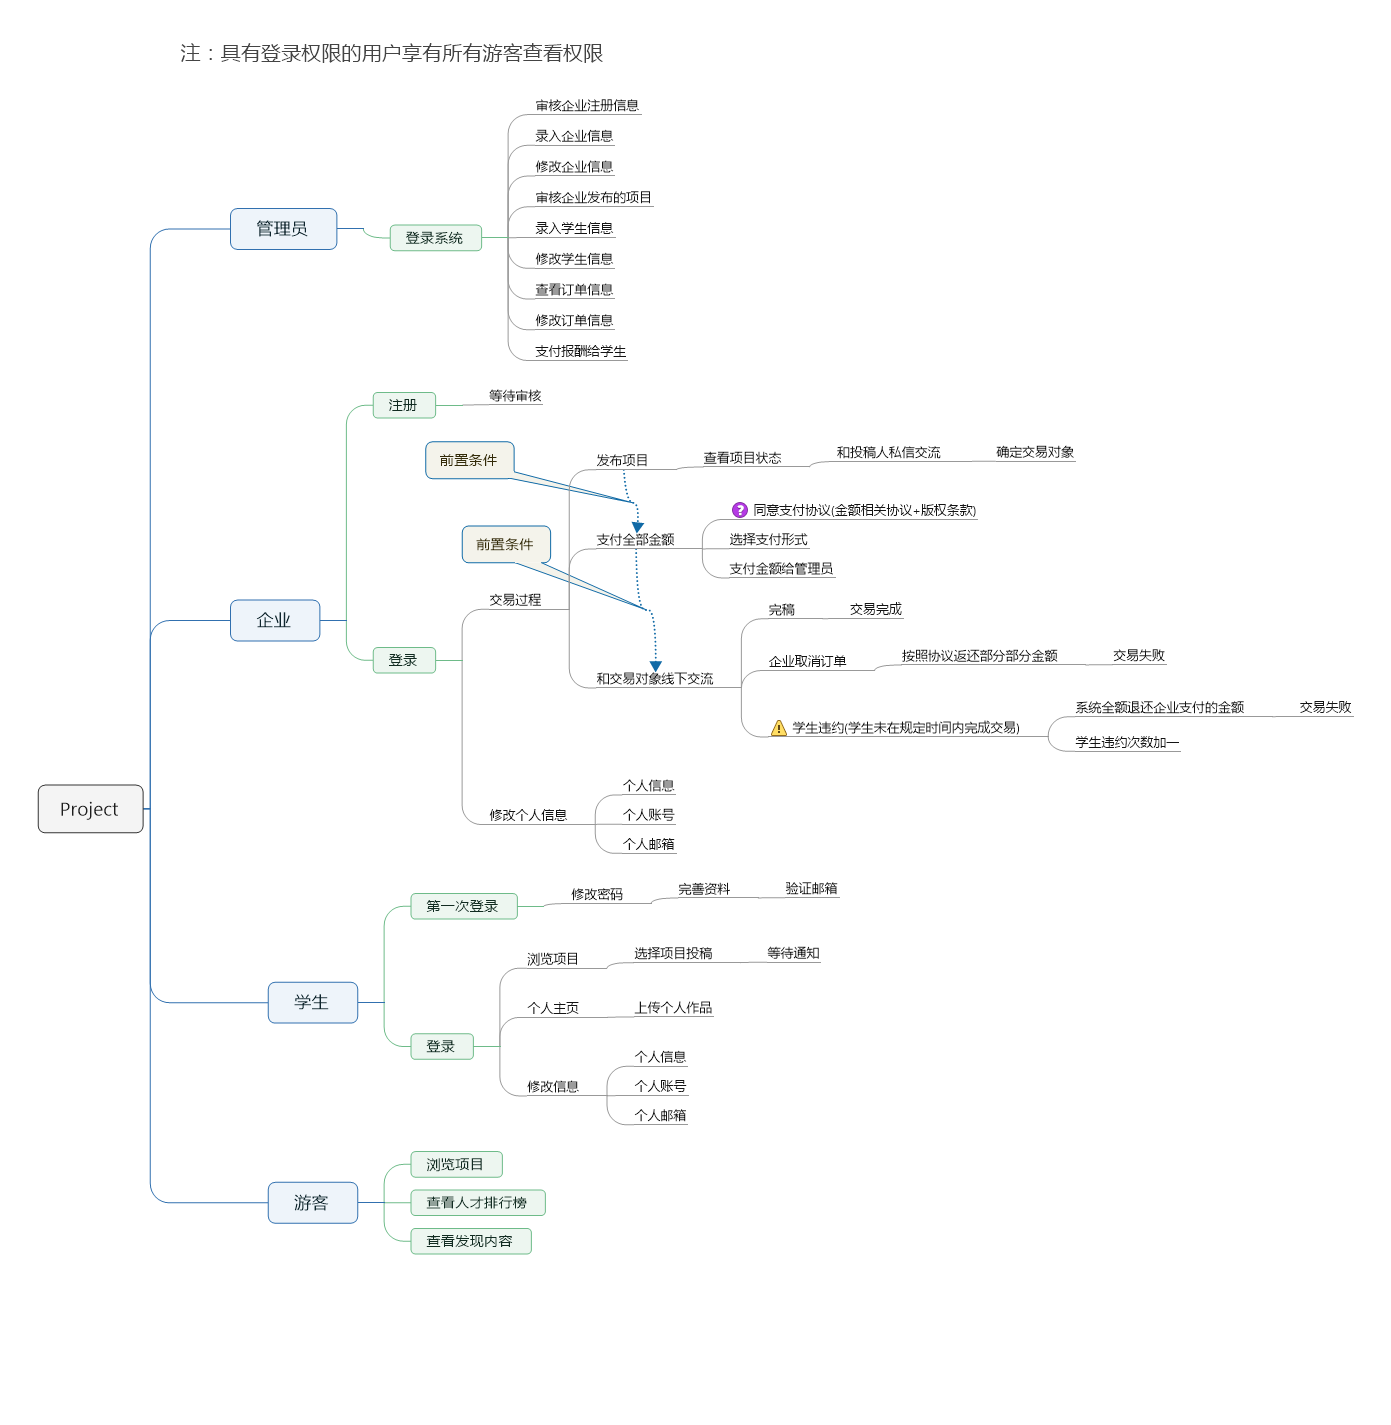 注：具有登录权限的用户享有所有游客查看权限
Project
管理员
登录系统
审核企业注册信息
录入企业信息
修改企业信息
审核企业发布的项目
录入学生信息
修改学生信息
查看订单信息
修改订单信息
支付报酬给学生
企业
注册
等待审核
登录
交易过程
前置条件
前置条件
发布项目
查看项目状态
和投稿人私信交流
确定交易对象
支付全部金额
?
同意支付协议(金额相关协议+版权条款)
选择支付形式
支付金额给管理员
和交易对象线下交流
完稿
交易完成
企业取消订单
按照协议返还部分部分金额
交易失败
!
学生违约(学生未在规定时间内完成交易)
系统全额退还企业支付的金额
交易失败
学生违约次数加一
修改个人信息
个人信息
个人账号
个人邮箱
学生
第一次登录
修改密码
完善资料
验证邮箱
登录
浏览项目
选择项目投稿
等待通知
个人主页
上传个人作品
修改信息
个人信息
个人账号
个人邮箱
游客
浏览项目
查看人才排行榜
查看发现内容